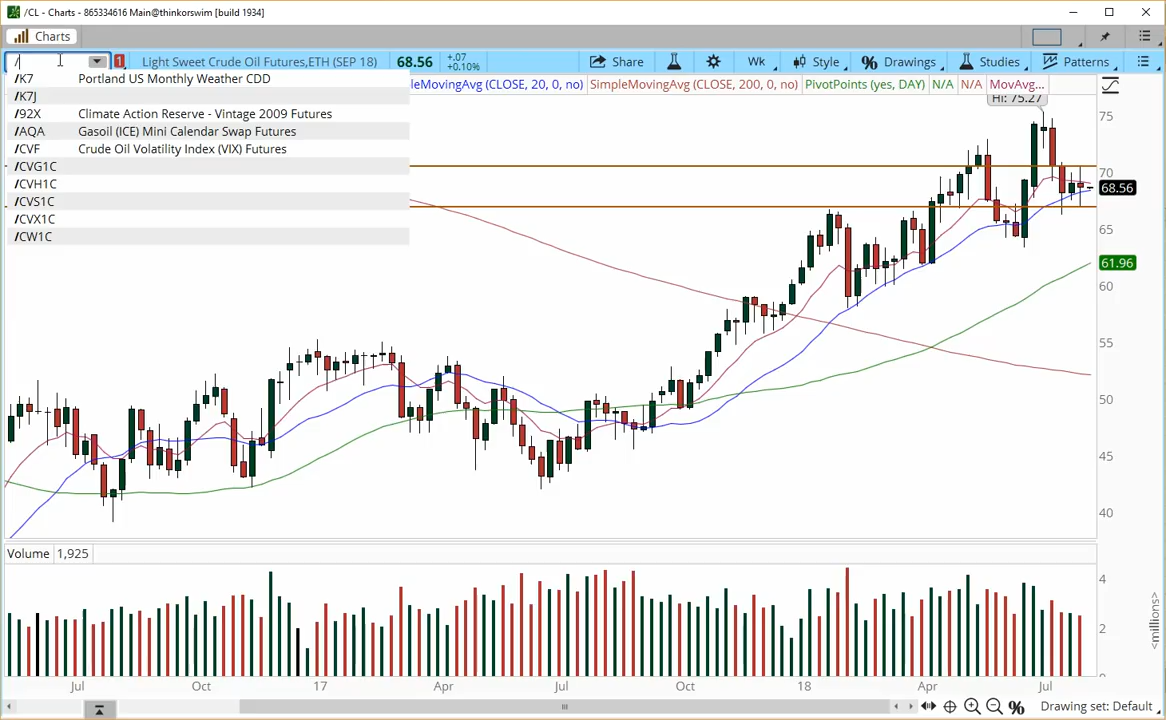 /CL - Charts - 865334616 Main@thinkorswim [build 1934]
Charts
/ 1 Light Sweet Crude Oil Futures,ETH (SEP 18) 68.56 +.07 +0.10% Share Wk Style % Drawings Studies Patterns
/K7 Portland US Monthly Weather CDD
/K7J
/92X Climate Action Reserve - Vintage 2009 Futures
/AQA Gasoil (ICE) Mini Calendar Swap Futures
/CVF Crude Oil Volatility Index (VIX) Futures
/CVG1C
/CVH1C
/CVS1C
/CVX1C
/CW1C
leMovingAvg (CLOSE, 20, 0, no) SimpleMovingAvg (CLOSE, 200, 0, no) PivotPoints (yes, DAY) N/A N/A MovAvg...
Hi: 75.27
75
70
68.56
65
61.96
60
55
50
45
40
Volume 1,925
4
2
0
<millions>
Jul Oct 17 Apr Jul Oct 18 Apr Jul
% Drawing set: Default